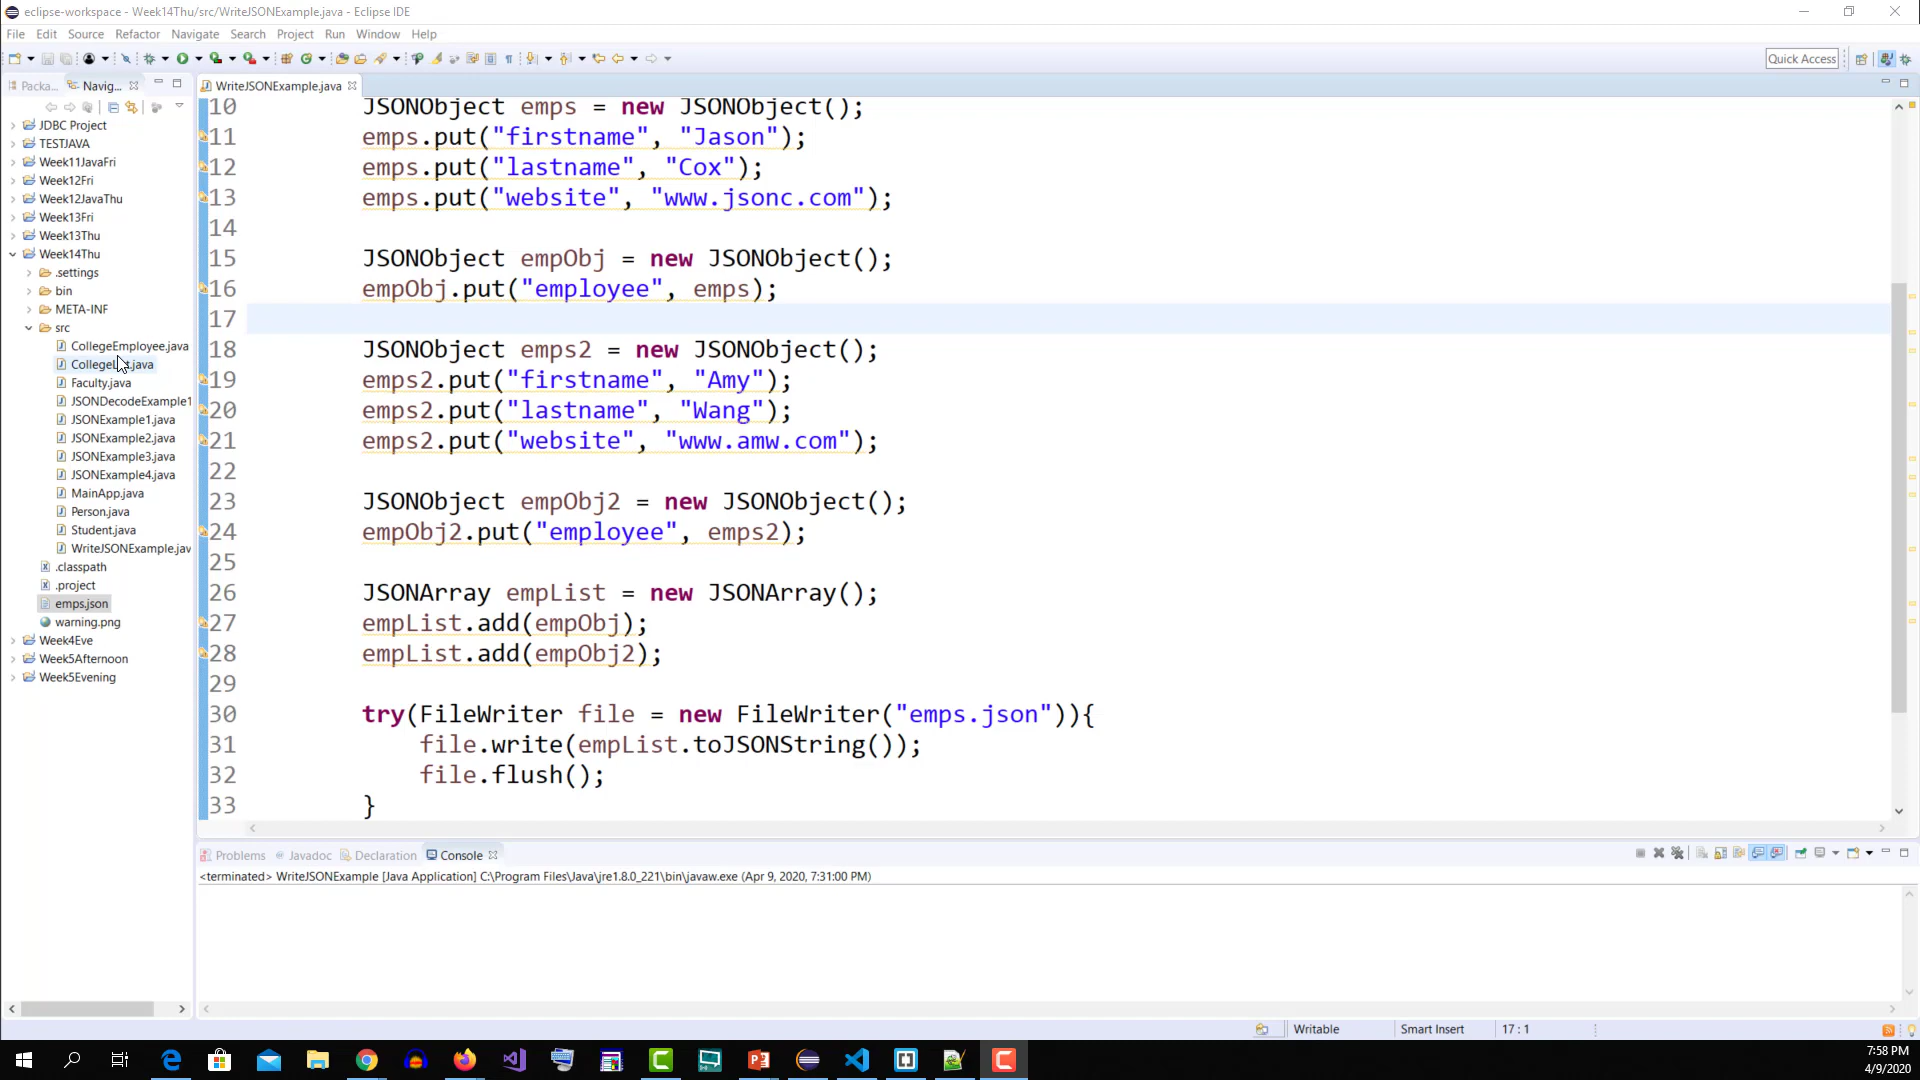 eclipse-workspace - Week14Thu/src/WriteJSONExample.java - Eclipse IDE
File Edit Source Refactor Navigate Search Project Run Window Help
Quick Access
Packa... Navig... WriteJSONExample.java
JDBC Project
TESTJAVA
Week11JavaFri
Week12Fri
Week12JavaThu
Week13Fri
Week13Thu
Week14Thu
.settings
bin
META-INF
src
CollegeEmployee.java
Faculty.java
JSONDecodeExample1
JSONExample1.java
JSONExample2.java
JSONExample3.java
JSONExample4.java
MainApp.java
Person.java
Student.java
WriteJSONExample.jav
.classpath
.project
emps.json
warning.png
Week4Eve
Week5Afternoon
Week5Evening
10 JSONObject emps = new JSONObject();
11 emps.put("firstname", "Jason");
12 emps.put("lastname", "Cox");
13 emps.put("website", "www.jsonc.com");
14
15 JSONObject empObj = new JSONObject();
16 empObj.put("employee", emps);
17
18 JSONObject emps2 = new JSONObject();
19 emps2.put("firstname", "Amy");
20 emps2.put("lastname", "Wang");
21 emps2.put("website", "www.amw.com");
22
23 JSONObject empObj2 = new JSONObject();
24 empObj2.put("employee", emps2);
25
26 JSONArray empList = new JSONArray();
27 empList.add(empObj);
28 empList.add(empObj2);
29
30 try(FileWriter file = new FileWriter("emps.json")){
31 file.write(empList.toJSONString());
32 file.flush();
33 }
Problems Javadoc Declaration Console
<terminated> WriteJSONExample [Java Application] C:\Program Files\Java\jre1.8.0_221\bin\javaw.exe (Apr 9, 2020, 7:31:00 PM)
Writable Smart Insert 17 : 1
7:58 PM
4/9/2020